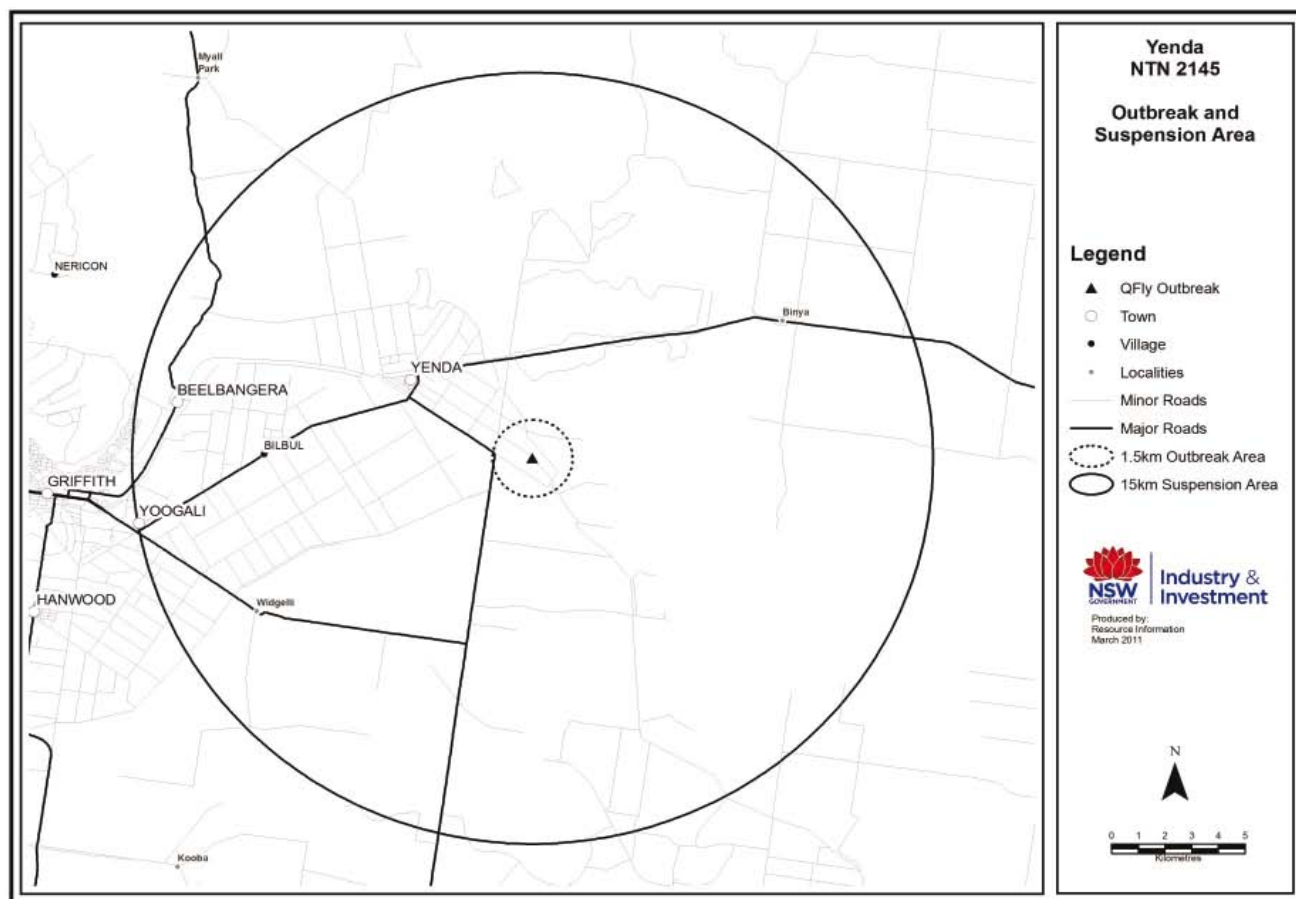 Myall
Park
NERICON
BEELBANGERA
YENDA
Binya
BILBUL
GRIFFITH
YOOGALI
HANWOOD
Widgelli
Kooba
Yenda
NTN 2145
Outbreak and
Suspension Area
Legend
QFly Outbreak
Town
Village
Localities
Minor Roads
Major Roads
1.5km Outbreak Area
15km Suspension Area
NSW
GOVERNMENT
Industry &
Investment
Produced by:
Resource Information
March 2011
N
0 1 2 3 4 5
Kilometres